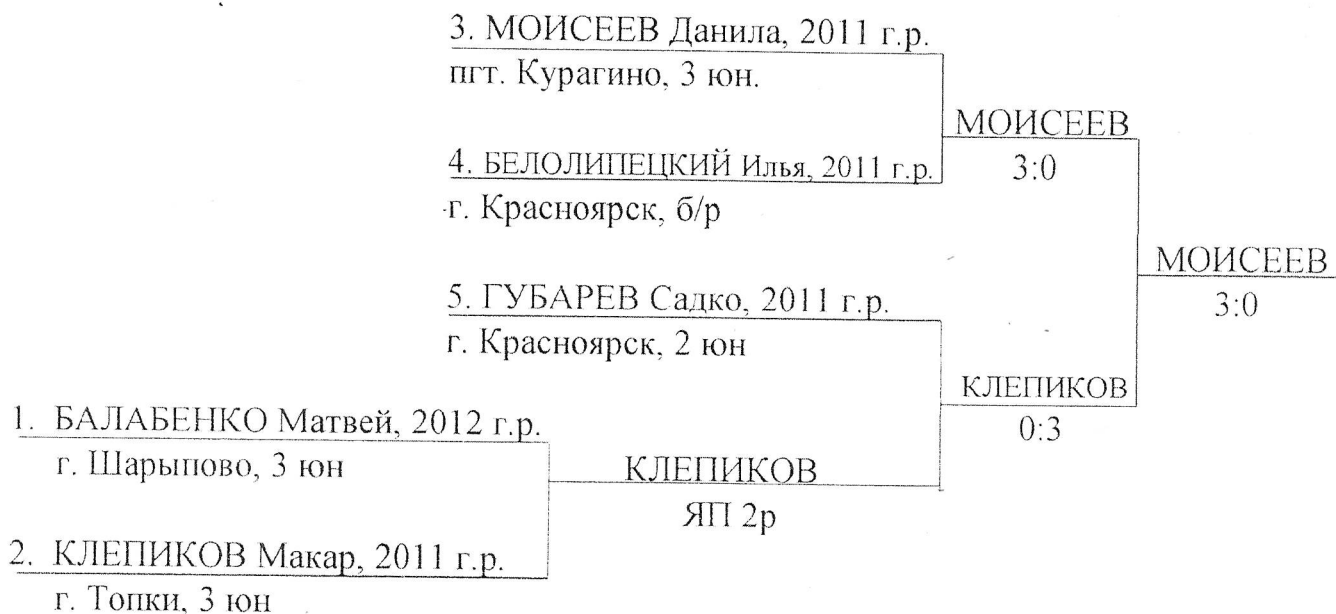 3. МОИСЕЕВ Данила, 2011 г.р.
пгт. Курагино, 3 юн.
МОИСЕЕВ
3:0
4. БЕЛОЛИПЕЦКИЙ Илья, 2011 г.р.
г. Красноярск, б/р
МОИСЕЕВ
3:0
5. ГУБАРЕВ Садко, 2011 г.р.
г. Красноярск, 2 юн
КЛЕПИКОВ
0:3
1. БАЛАБЕНКО Матвей, 2012 г.р.
г. Шарыпово, 3 юн
КЛЕПИКОВ
ЯП 2р
2. КЛЕПИКОВ Макар, 2011 г.р.
г. Топки, 3 юн